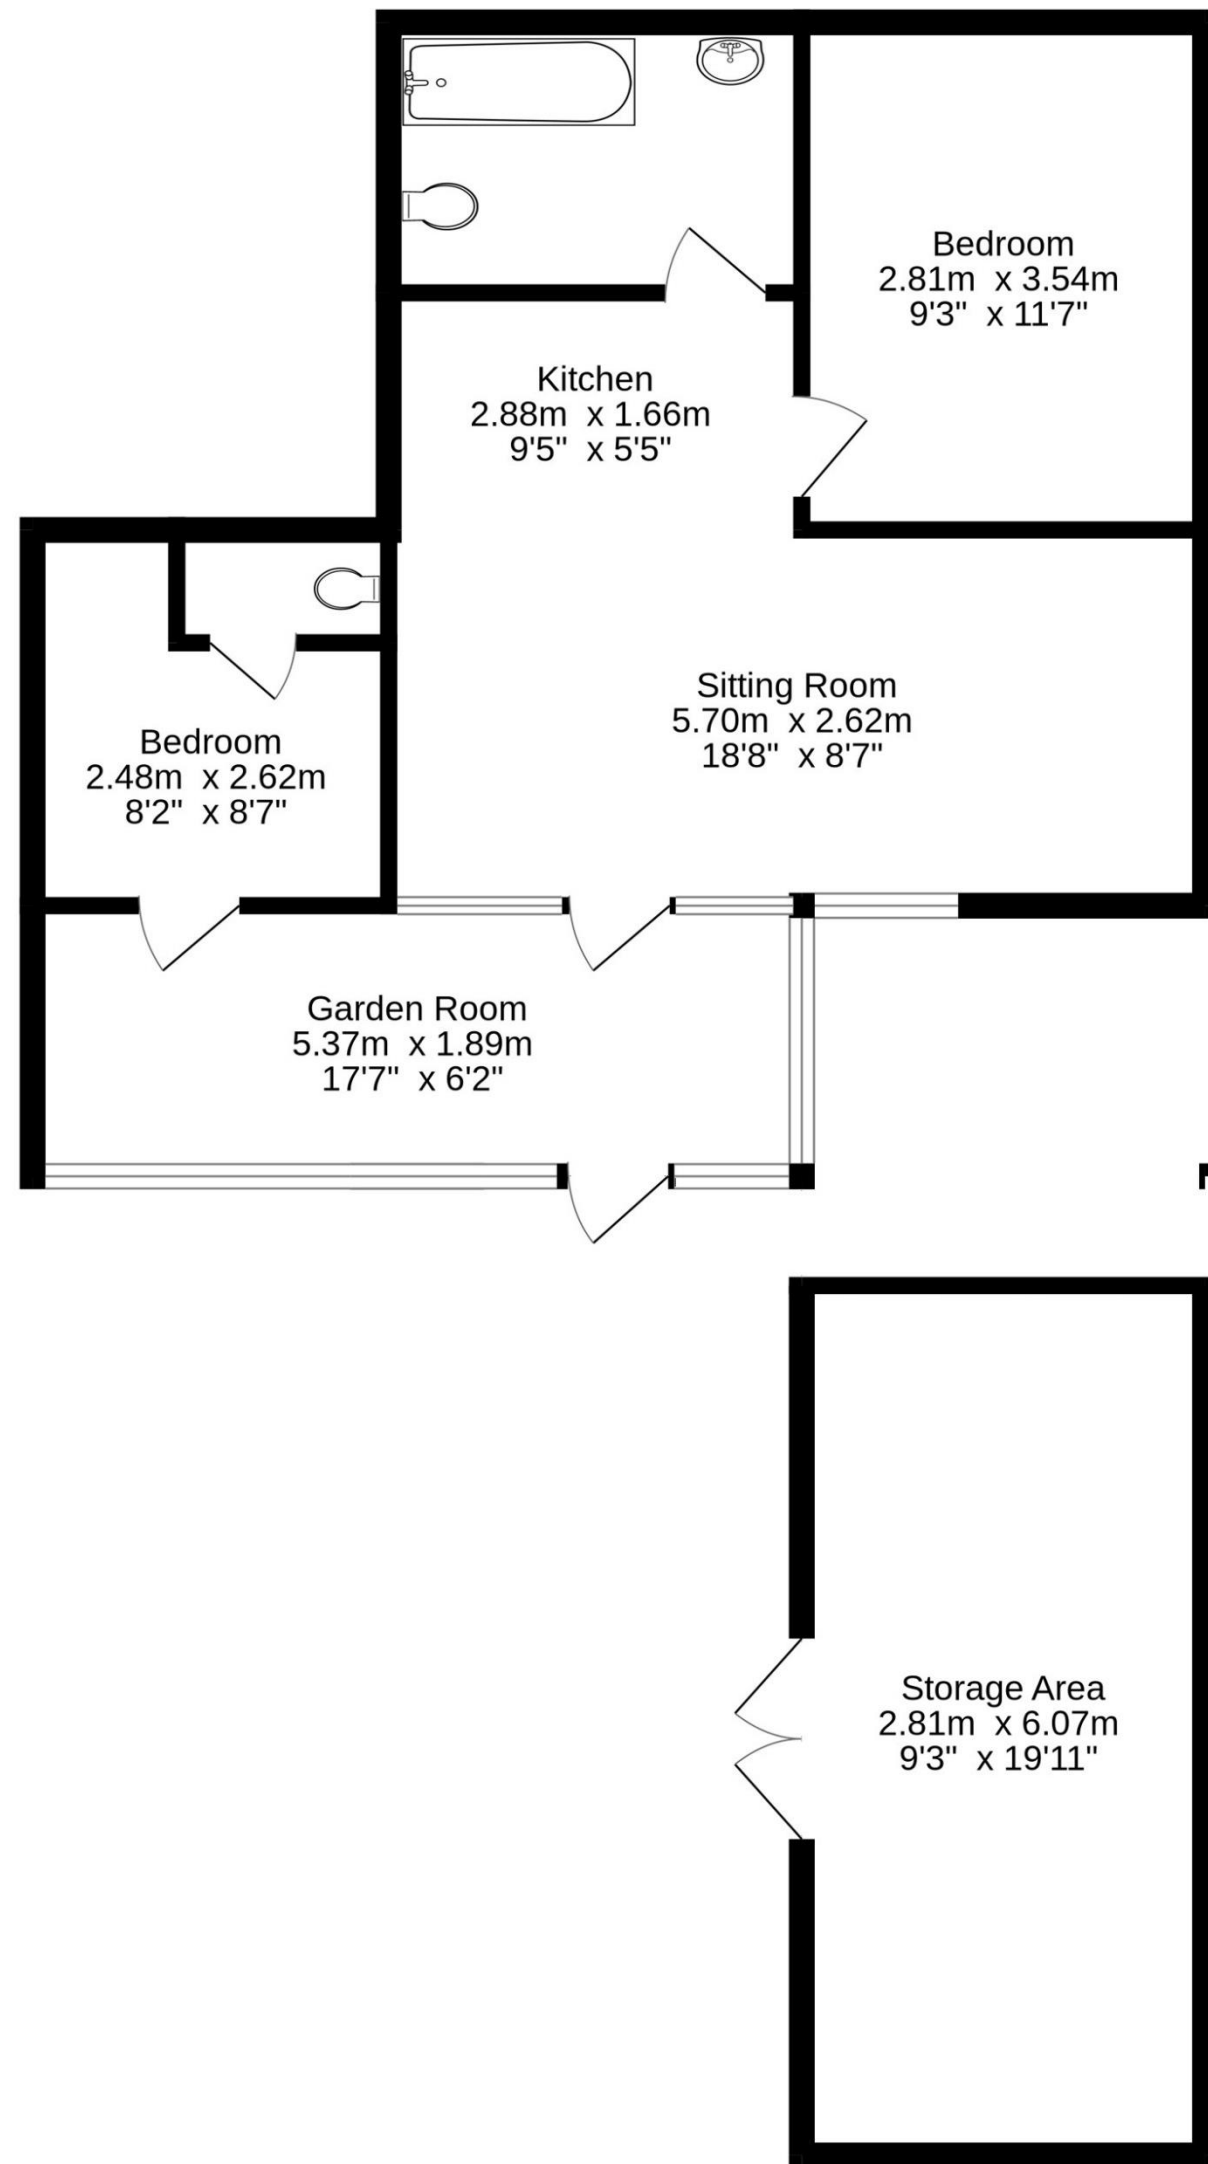 Bedroom
2.81m x 3.54m
9'3" x 11'7"
Kitchen
2.88m x 1.66m
9'5" x 5'5"
Sitting Room
5.70m x 2.62m
18'8" x 8'7"
Bedroom
2.48m x 2.62m
8'2" x 8'7"
Garden Room
5.37m x 1.89m
17'7" x 6'2"
Storage Area
2.81m x 6.07m
9'3" x 19'11"